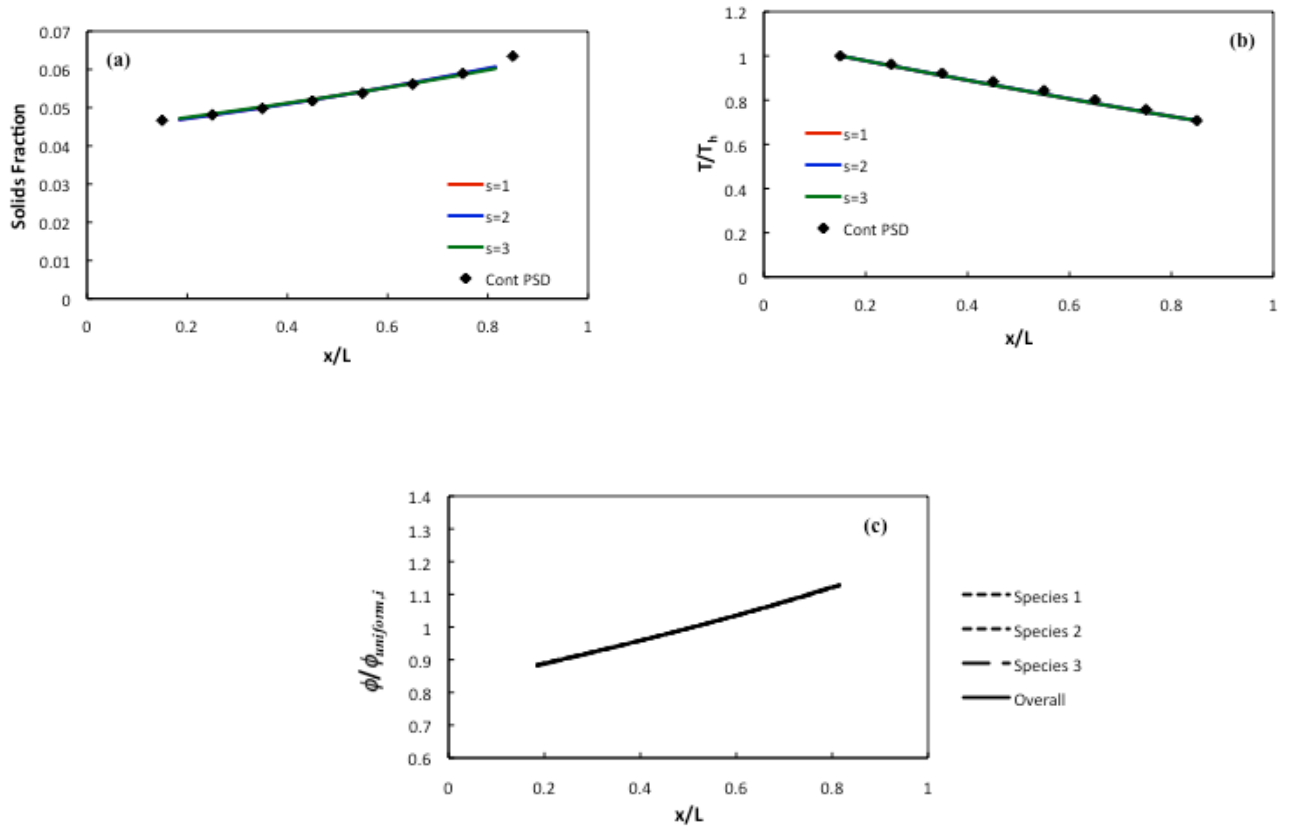 (a)
Solids Fraction
0.07
0.06
0.05
0.04
0.03
0.02
0.01
0
0 0.2 0.4 0.6 0.8 1
x/L
s=1
s=2
s=3
Cont PSD
(b)
T/Th
1.2
1
0.8
0.6
0.4
0.2
0
0 0.2 0.4 0.6 0.8 1
x/L
s=1
s=2
s=3
Cont PSD
(c)
ϕ/ϕuniform,i
1.4
1.3
1.2
1.1
1
0.9
0.8
0.7
0.6
0 0.2 0.4 0.6 0.8 1
x/L
Species 1
Species 2
Species 3
Overall